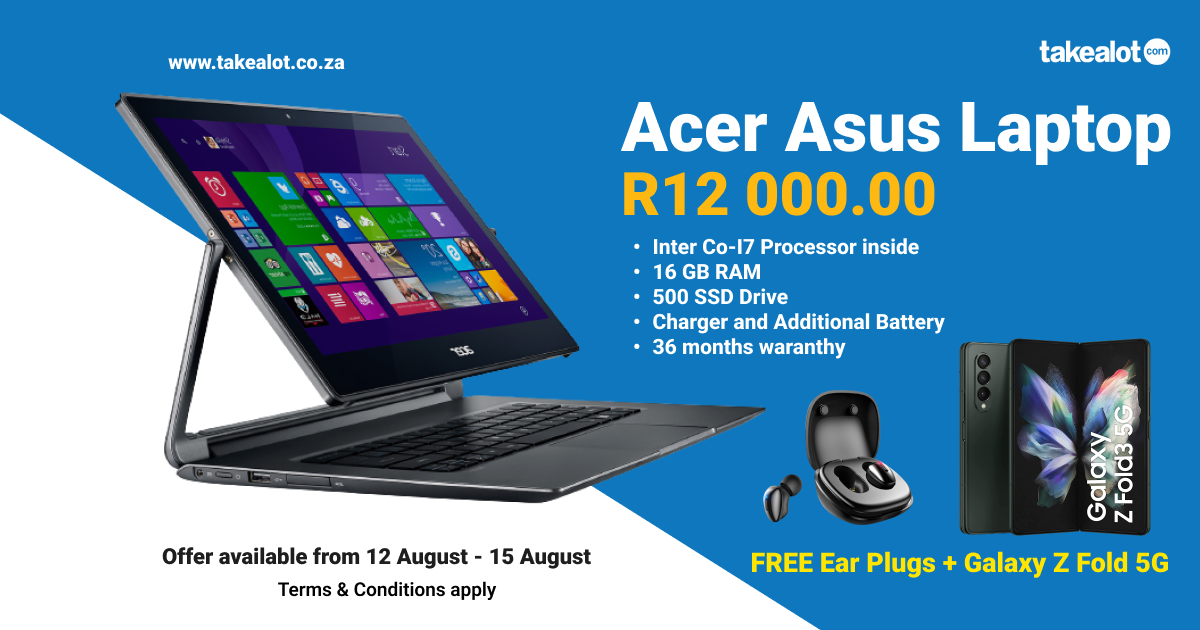 www.takealot.co.za
takealot.com
Acer Asus Laptop
R12 000.00
• Inter Co-I7 Processor inside
• 16 GB RAM
• 500 SSD Drive
• Charger and Additional Battery
• 36 months waranthy
acer
Galaxy
Z Fold3 5G
Offer available from 12 August - 15 August
Terms & Conditions apply
FREE Ear Plugs + Galaxy Z Fold 5G